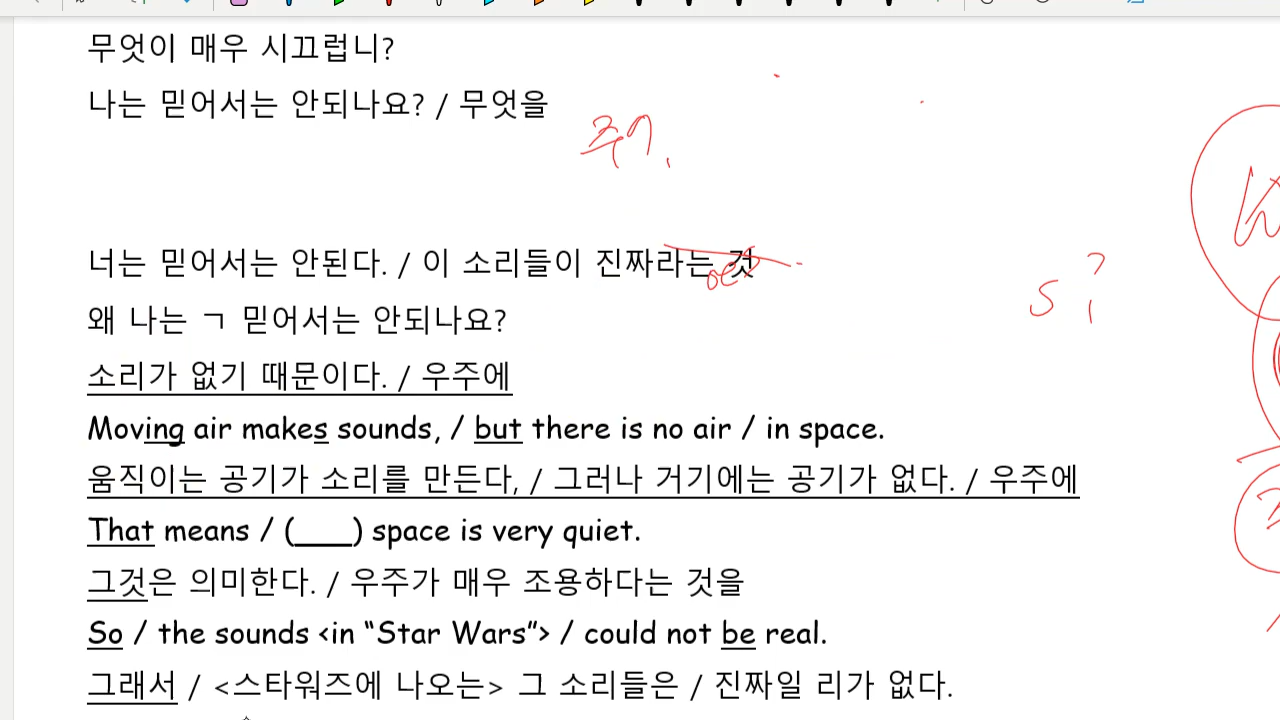 무엇이 매우 시끄럽니?
나는 믿어서는 안되나요? / 무엇을
너는 믿어서는 안된다. / 이 소리들이 진짜라는 것
S ?
왜 나는 ㄱ 믿어서는 안되나요?
소리가 없기 때문이다. / 우주에
Moving air makes sounds, / but there is no air / in space.
움직이는 공기가 소리를 만든다, / 그러나 거기에는 공기가 없다. / 우주에
That means / (___) space is very quiet.
그것은 의미한다. / 우주가 매우 조용하다는 것을
So / the sounds <in “Star Wars”> / could not be real.
그래서 / <스타워즈에 나오는> 그 소리들은 / 진짜일 리가 없다.